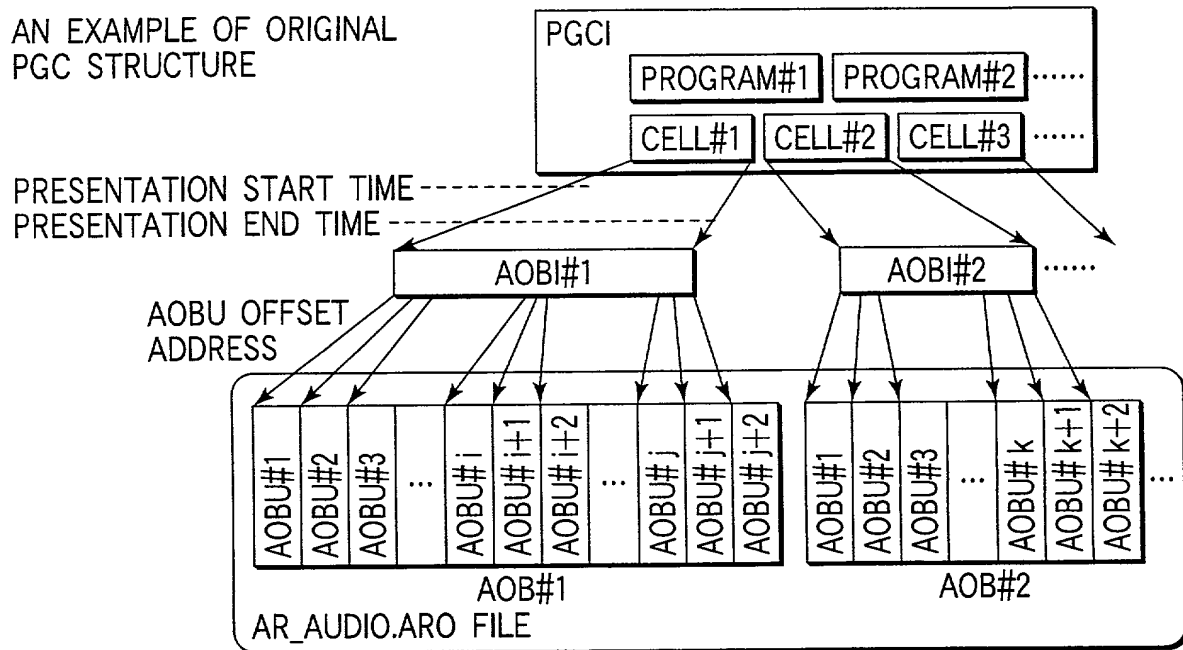 AN EXAMPLE OF ORIGINAL
PGC STRUCTURE
PGCI
PROGRAM#1 PROGRAM#2 ......
CELL#1 CELL#2 CELL#3 ......
PRESENTATION START TIME
PRESENTATION END TIME
AOBI#1 AOBI#2 ......
AOBU OFFSET
ADDRESS
AOBU#1 AOBU#2 AOBU#3 ... AOBU#i AOBU#i+1 AOBU#i+2 ... AOBU#j AOBU#j+1 AOBU#j+2 AOBU#1 AOBU#2 AOBU#3 ... AOBU#k AOBU#k+1 AOBU#k+2 ...
AOB#1 AOB#2
AR_AUDIO.ARO FILE